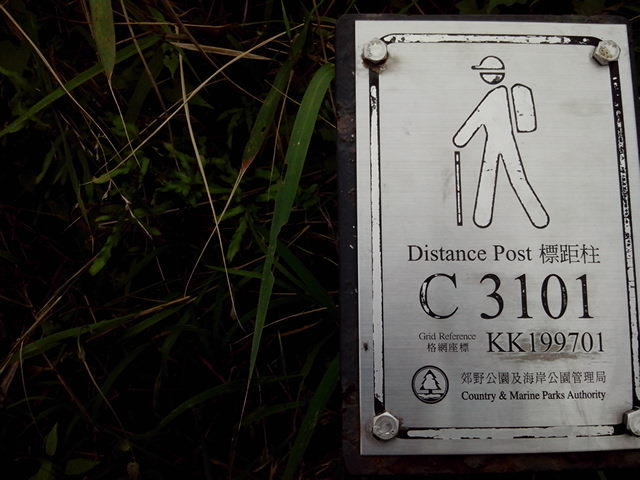 Distance Post 標距柱
C 3101
Grid Reference
格網座標 KK199701
郊野公園及海岸公園管理局
Country & Marine Parks Authority